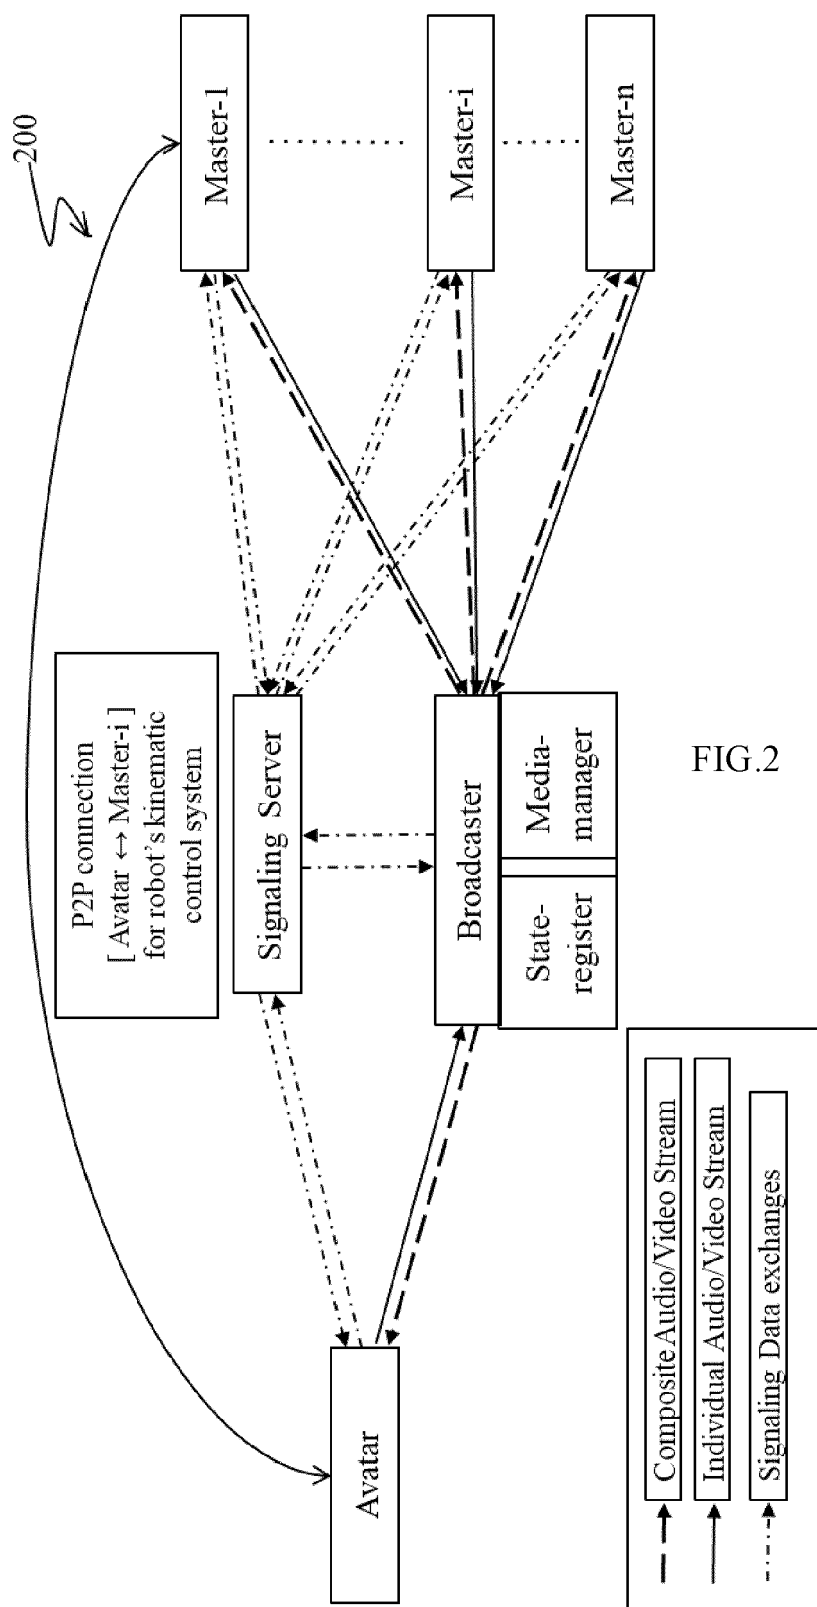 200
P2P connection
[ Avatar ↔ Master-i ]
for robot's kinematic
control system
Avatar
Signaling Server
Broadcaster
State-
register
Media-
manager
Master-1
Master-i
Master-n
Composite Audio/Video Stream
Individual Audio/Video Stream
Signaling Data exchanges
FIG.2